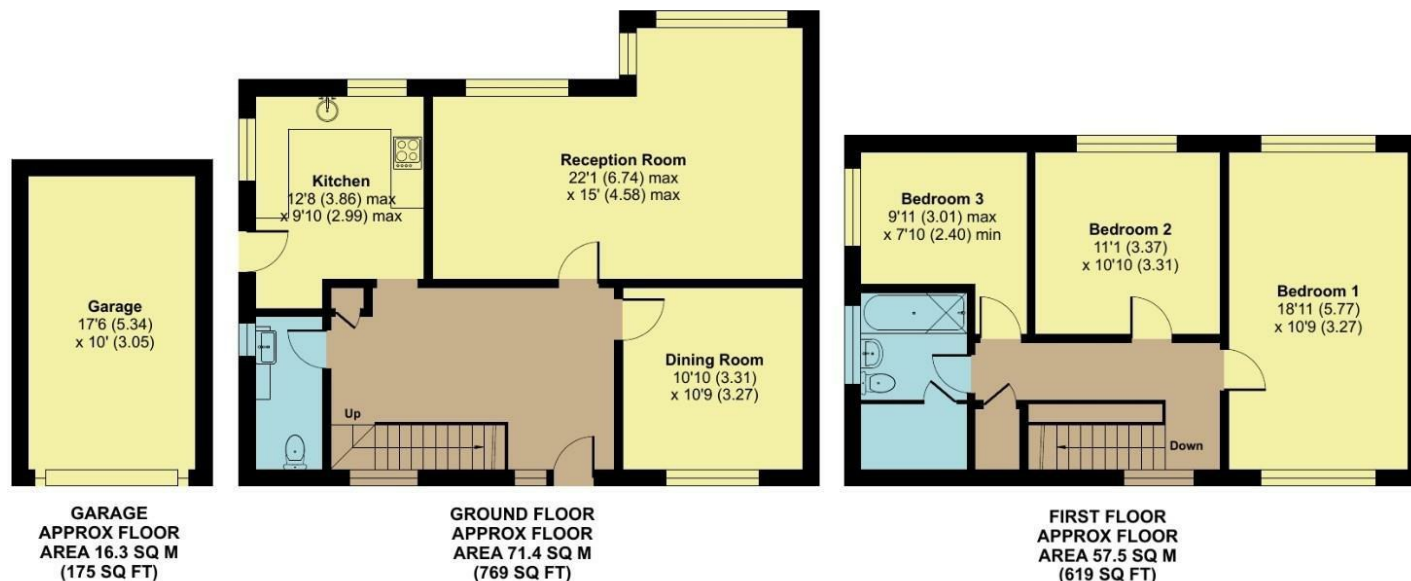 Kitchen
12'8 (3.86) max
x 9'10 (2.99) max
Reception Room
22'1 (6.74) max
x 15' (4.58) max
Garage
17'6 (5.34)
x 10' (3.05)
Dining Room
10'10 (3.31)
x 10'9 (3.27)
Up
Bedroom 3
9'11 (3.01) max
x 7'10 (2.40) min
Bedroom 2
11'1 (3.37)
x 10'10 (3.31)
Bedroom 1
18'11 (5.77)
x 10'9 (3.27)
Down
GARAGE
APPROX FLOOR
AREA 16.3 SQ M
(175 SQ FT)
GROUND FLOOR
APPROX FLOOR
AREA 71.4 SQ M
(769 SQ FT)
FIRST FLOOR
APPROX FLOOR
AREA 57.5 SQ M
(619 SQ FT)